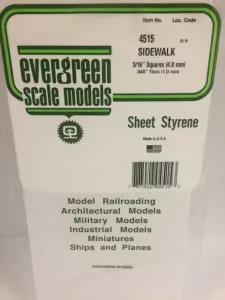 Item No. Loc. Code
4515
SIDEWALK
3/16" Squares (4.8 mm)
.040" Thick (1.0 mm)
evergreen
scale models
Sheet Styrene
Made in U.S.A.
Model Railroading
Architectural Models
Military Models
Industrial Models
Miniatures
Ships and Planes